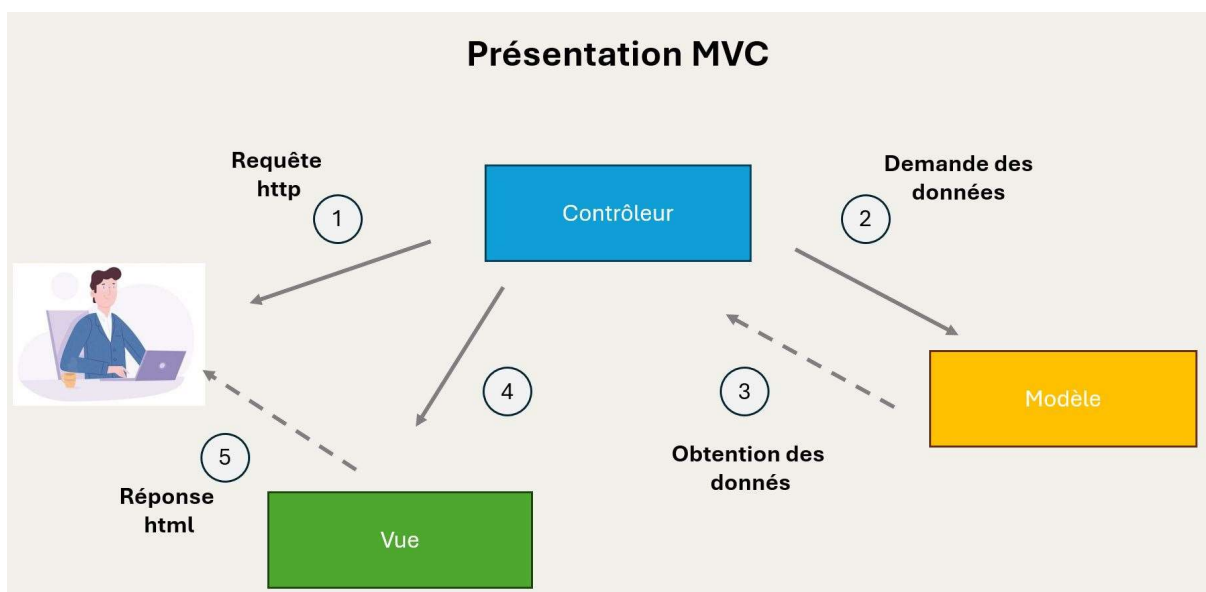 Présentation MVC
Requête
http
1
Contrôleur
2
Demande des
données
Modèle
3
Obtention des
donnés
4
5
Réponse
html
Vue